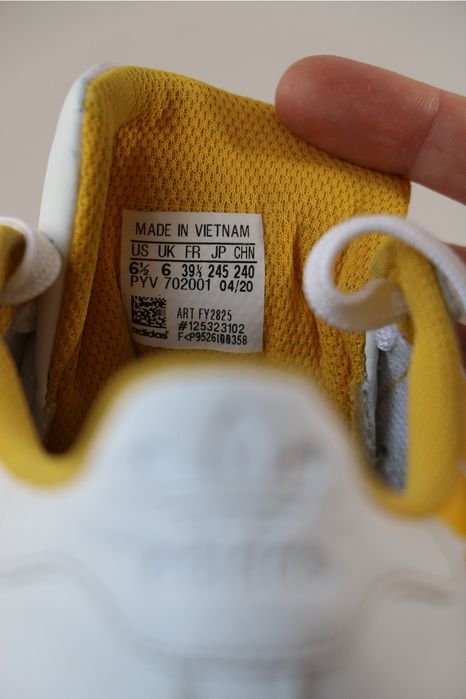 MADE IN VIETNAM
US UK FR JP CHN
6½ 6 39⅓ 245 240
PYV 702001 04/20
ART FY2825
#125323102
adidas